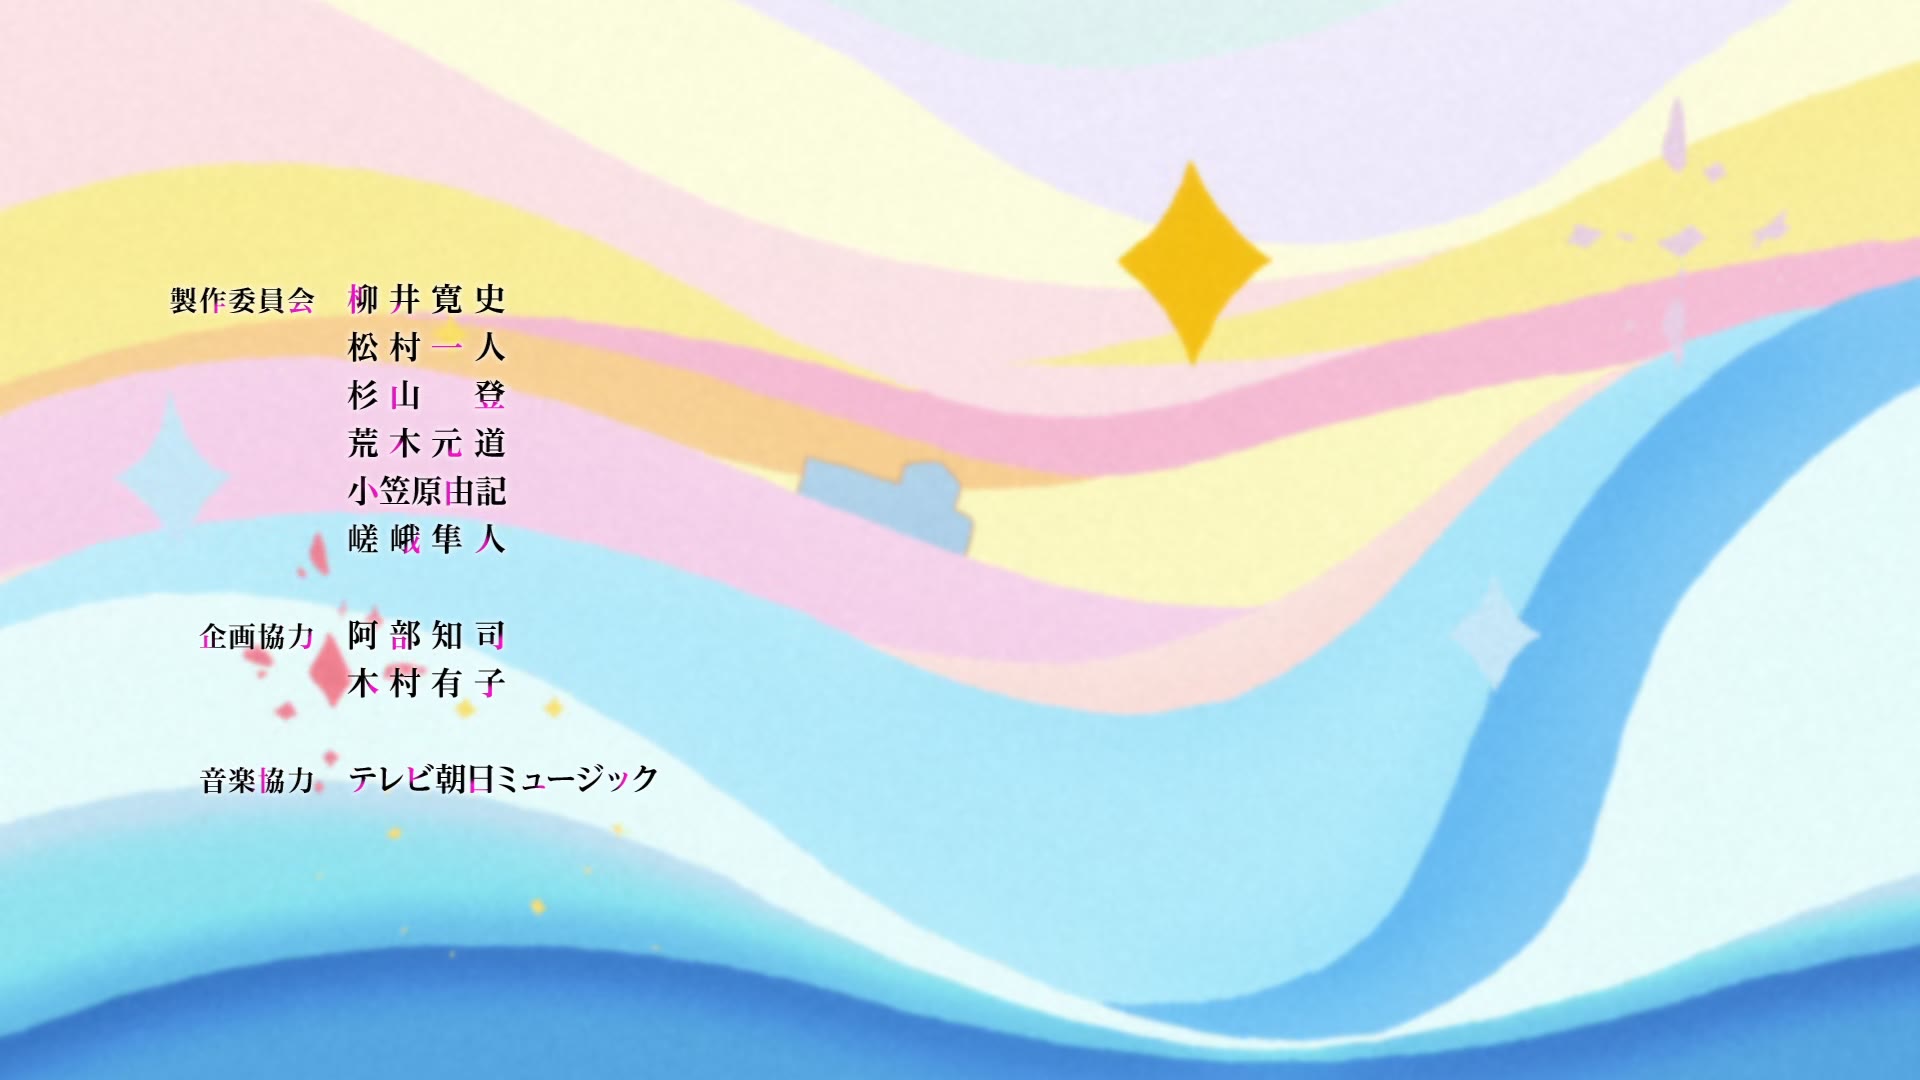 製作委員会 柳井寛史
松村一人
杉山 登
荒木元道
小笠原由記
嵯峨隼人
企画協力 阿部知司
木村有子
音楽協力 テレビ朝日ミュージック